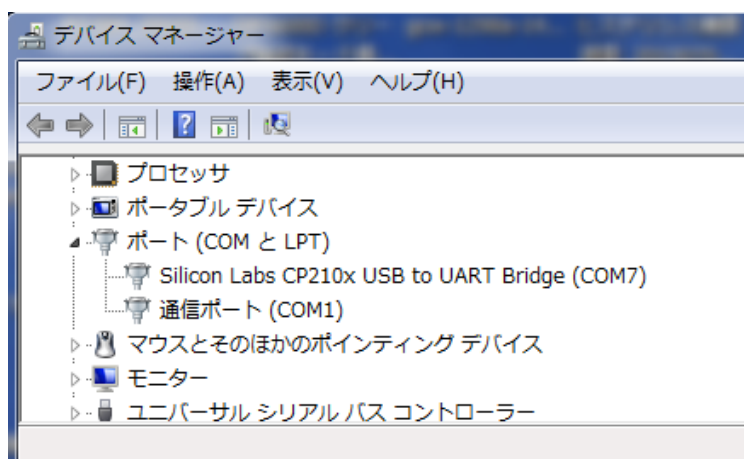 デバイス マネージャー
ファイル(F) 操作(A) 表示(V) ヘルプ(H)
プロセッサ
ポータブル デバイス
ポート (COM と LPT)
Silicon Labs CP210x USB to UART Bridge (COM7)
通信ポート (COM1)
マウスとそのほかのポインティング デバイス
モニター
ユニバーサル シリアル バス コントローラー